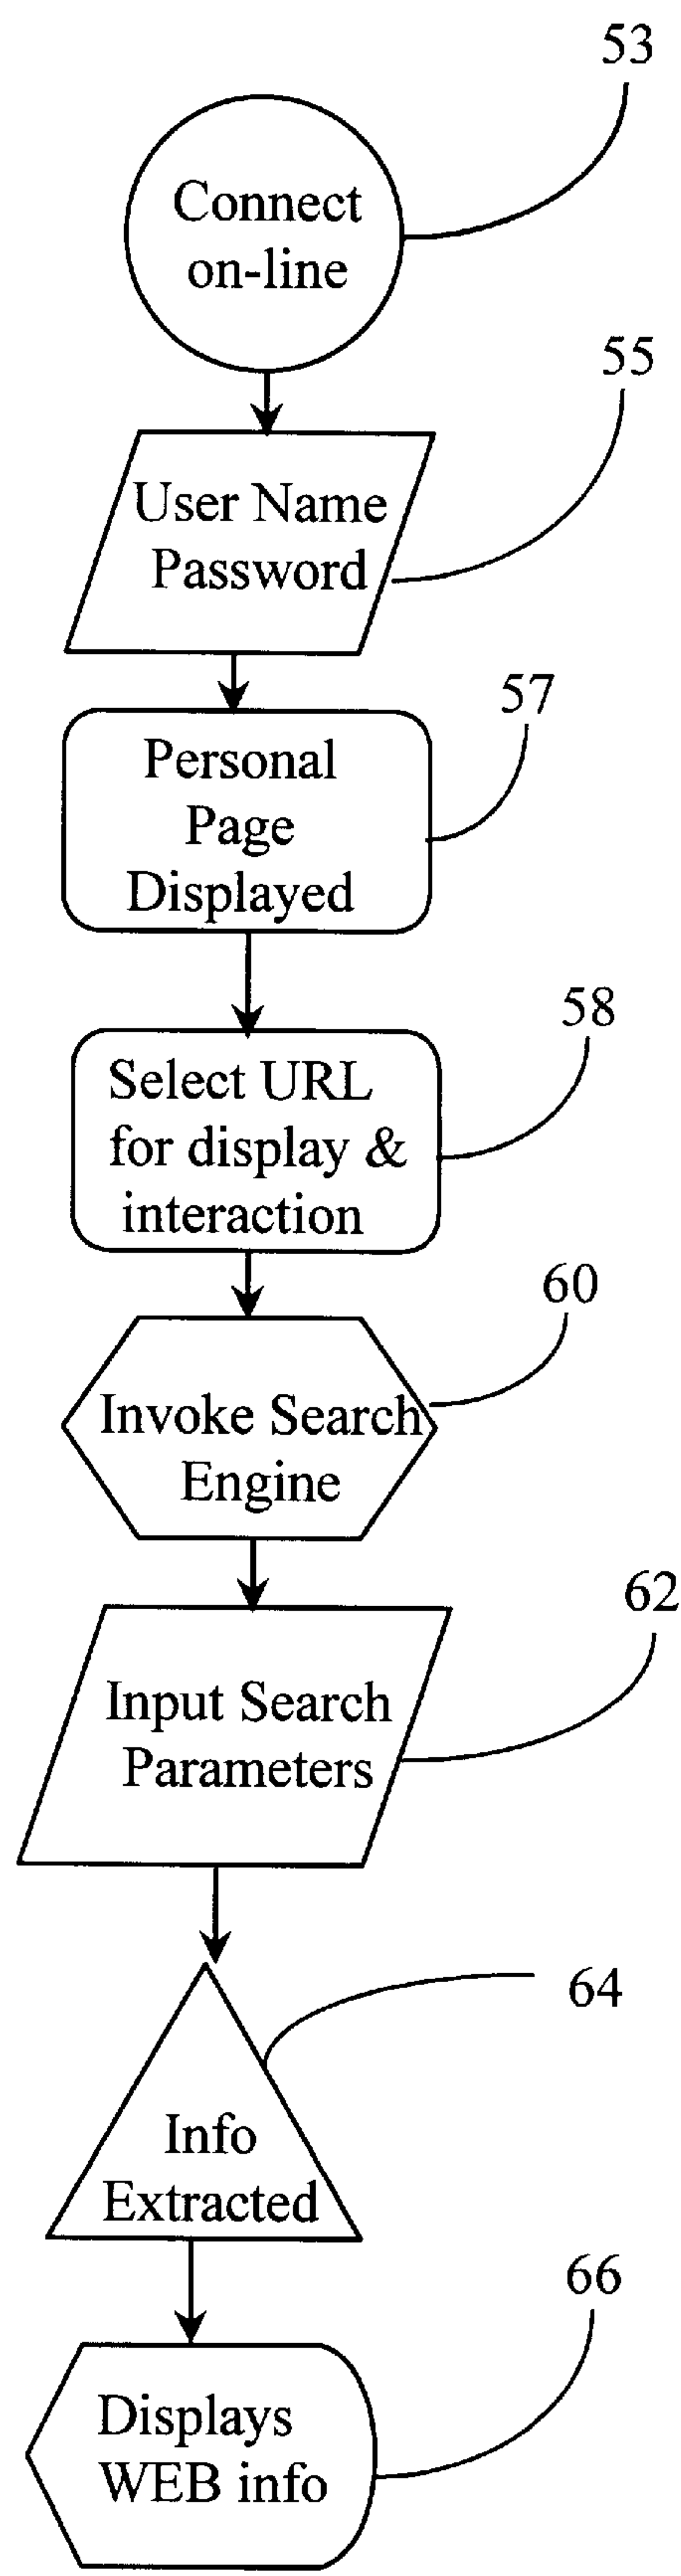 53
Connect
on-line
55
User Name
Password
57
Personal
Page
Displayed
58
Select URL
for display &
interaction
60
Invoke Search
Engine
62
Input Search
Parameters
64
Info
Extracted
66
Displays
WEB info